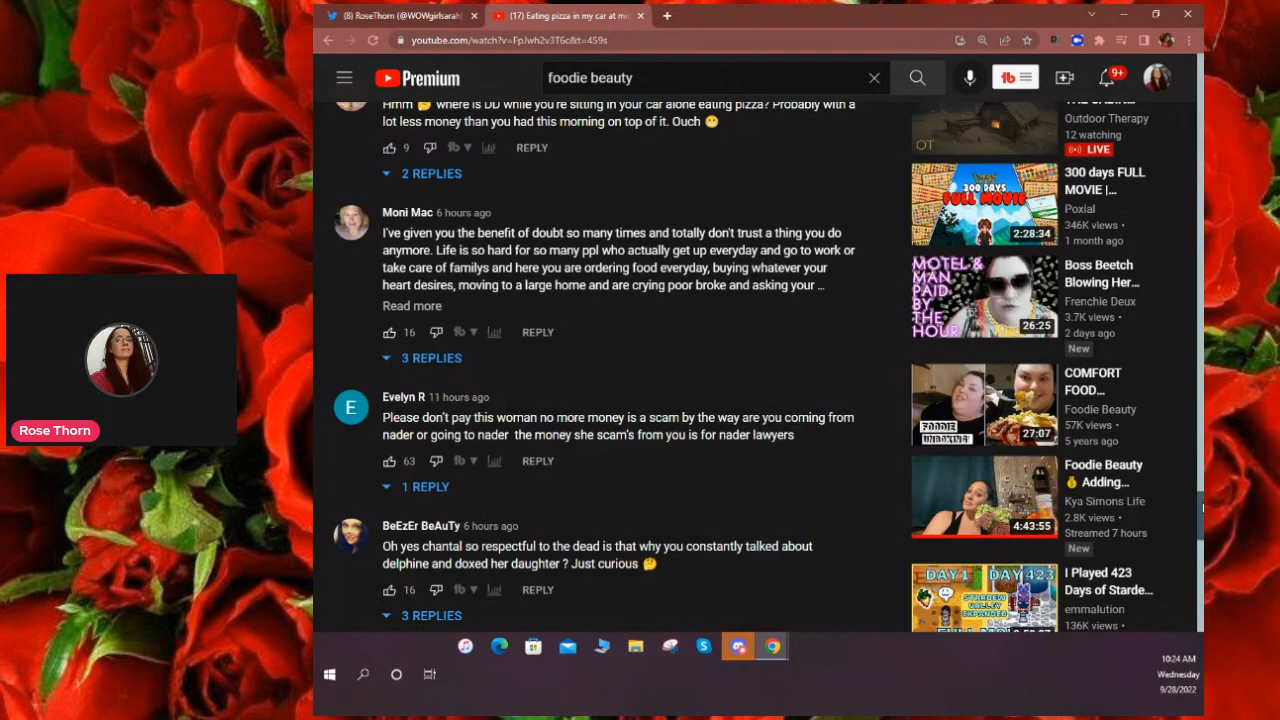 (8) RoseThorn (@WOWgirlsarah)
(17) Eating pizza in my car at mi
youtube.com/watch?v=FpJwh2v3T6c&t=459s
Premium
foodie beauty
tb
9+
Hmm 🤔 where is DD while you're sitting in your car alone eating pizza? Probably with a
lot less money than you had this morning on top of it. Ouch 😬
9 tb REPLY
2 REPLIES
Moni Mac 6 hours ago
I've given you the benefit of doubt so many times and totally don't trust a thing you do
anymore. Life is so hard for so many ppl who actually get up everyday and go to work or
take care of familys and here you are ordering food everyday, buying whatever your
heart desires, moving to a large home and are crying poor broke and asking your ...
Read more
16 tb REPLY
3 REPLIES
E
Evelyn R 11 hours ago
Please don't pay this woman no more money is a scam by the way are you coming from
nader or going to nader the money she scam's from you is for nader lawyers
63 tb REPLY
1 REPLY
BeEzEr BeAuTy 6 hours ago
Oh yes chantal so respectful to the dead is that why you constantly talked about
delphine and doxed her daughter ? Just curious 🤔
16 tb REPLY
3 REPLIES
OT
Outdoor Therapy
12 watching
LIVE
300 DAYS
FULL MOVIE
2:28:34
300 days FULL
MOVIE |...
Poxial
346K views •
1 month ago
MOTEL &
MAN
PAID
BY
THE
HOUR
26:25
Boss Beetch
Blowing Her...
Frenchie Deux
3.7K views •
2 days ago
New
FOODIE
UNBOXING
27:07
COMFORT
FOOD...
Foodie Beauty
57K views •
5 years ago
4:43:55
Foodie Beauty
💰 Adding...
Kya Simons Life
2.8K views •
Streamed 7 hours
New
DAY 1 DAY 423
STARDEW
VALLEY
EXPANDED
I Played 423
Days of Starde...
emmalution
136K views •
Rose Thorn
10:24 AM
Wednesday
9/28/2022